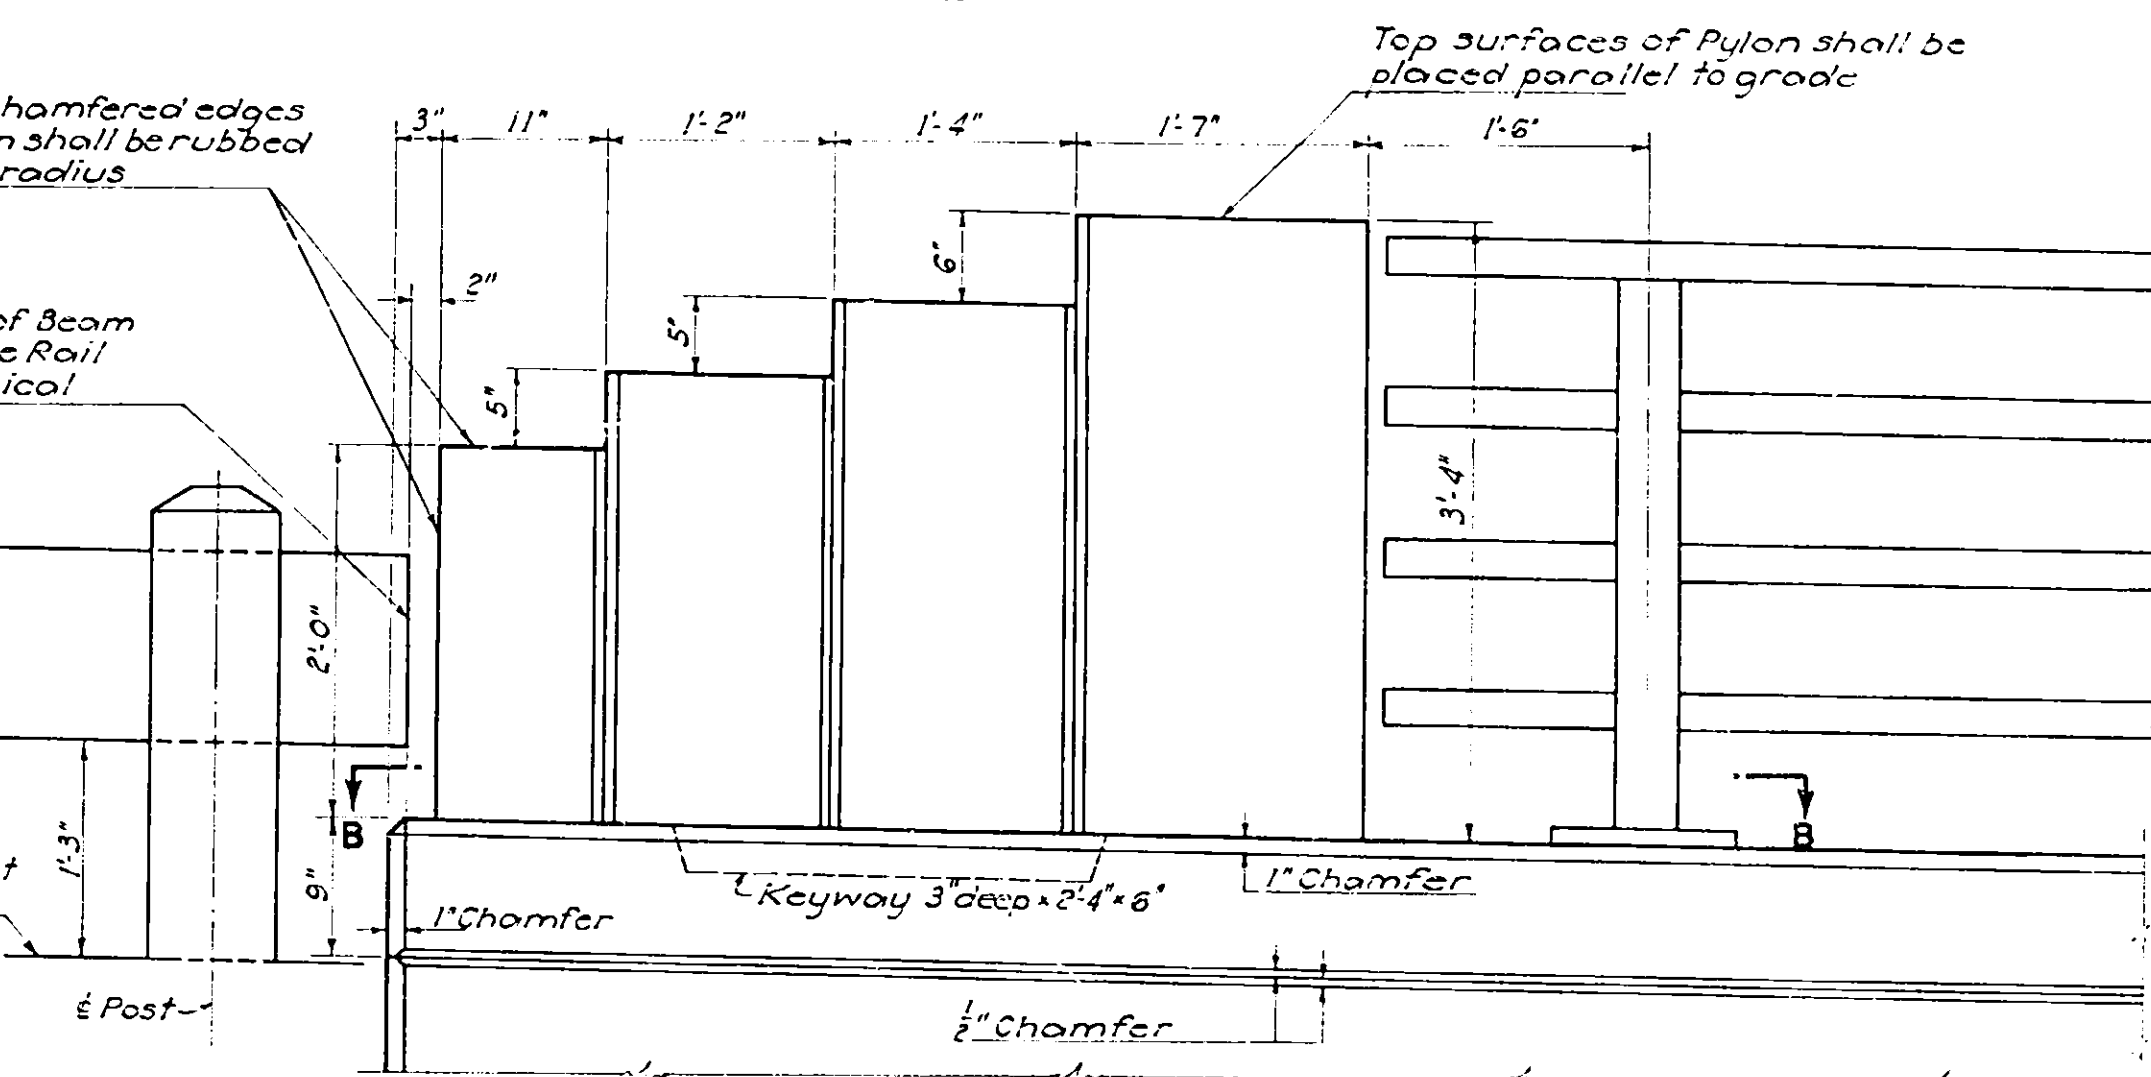 Top surfaces of Pylon shall be
placed parallel to grade
hamfered edges
n shall be rubbed
radius
3"
11"
1'-2"
1'-4"
1'-7"
1'-6"
2"
6"
5"
5"
of Beam
e Rail
ical
3'-4"
2'-0"
B
B
1'-3"
9"
t
Keyway 3" deep × 2'-4" × 6"
1" Chamfer
1" Chamfer
℄ Post
½" Chamfer